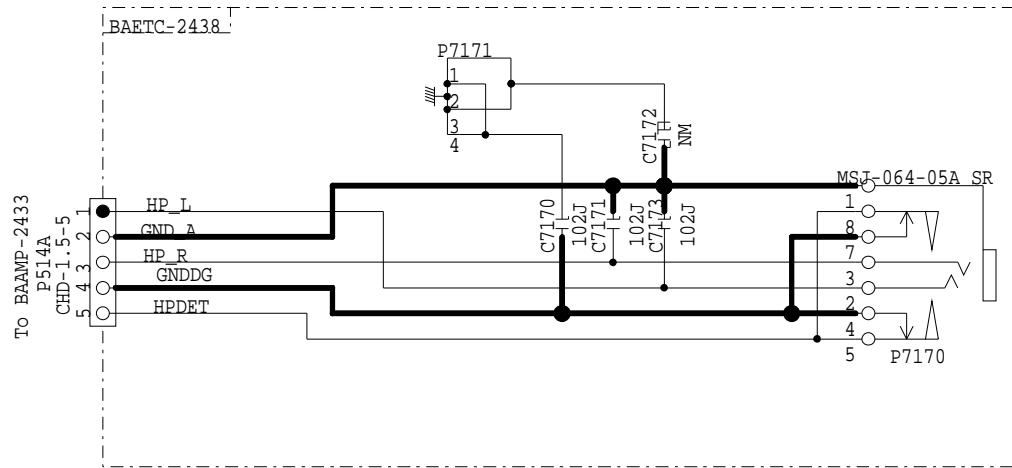 BAETC-2438
P7171
1
2
3
4
C7172
NM
MSJ-064-05A SR
To BAAMP-2433
P514A
CHD-1.5-5
1
2
3
4
5
HP_L
GND_A
HP_R
GNDDG
HPDET
C7170
102J
C7171
102J
C7173
102J
1
8
7
3
2
4
5
P7170